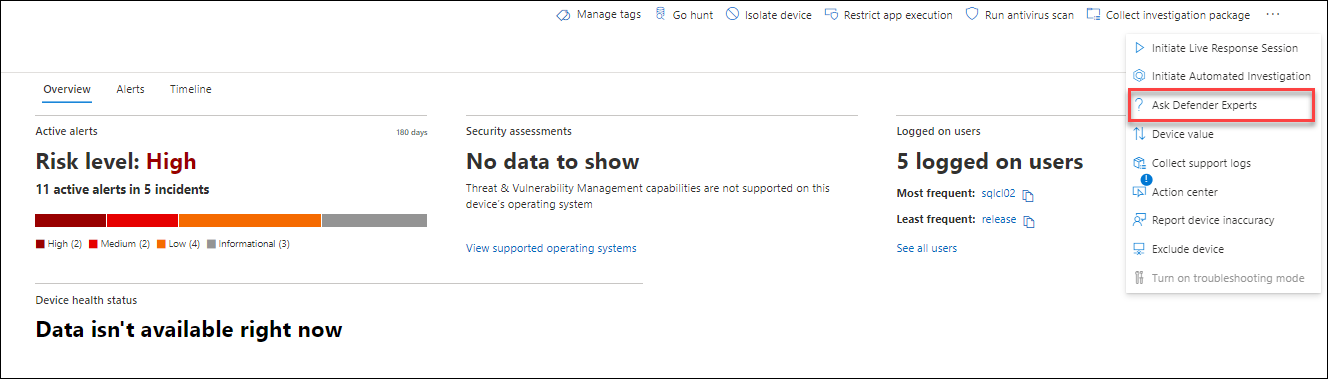 Manage tags Go hunt Isolate device Restrict app execution Run antivirus scan Collect investigation package ...
Initiate Live Response Session
Initiate Automated Investigation
Ask Defender Experts
Device value
Collect support logs
Action center
Report device inaccuracy
Exclude device
Turn on troubleshooting mode
Overview Alerts Timeline
Active alerts 180 days
Risk level: High
11 active alerts in 5 incidents
High (2) Medium (2) Low (4) Informational (3)
Security assessments
No data to show
Threat & Vulnerability Management capabilities are not supported on this
device's operating system
View supported operating systems
Logged on users
5 logged on users
Most frequent: sqlcl02
Least frequent: release
See all users
Device health status
Data isn't available right now